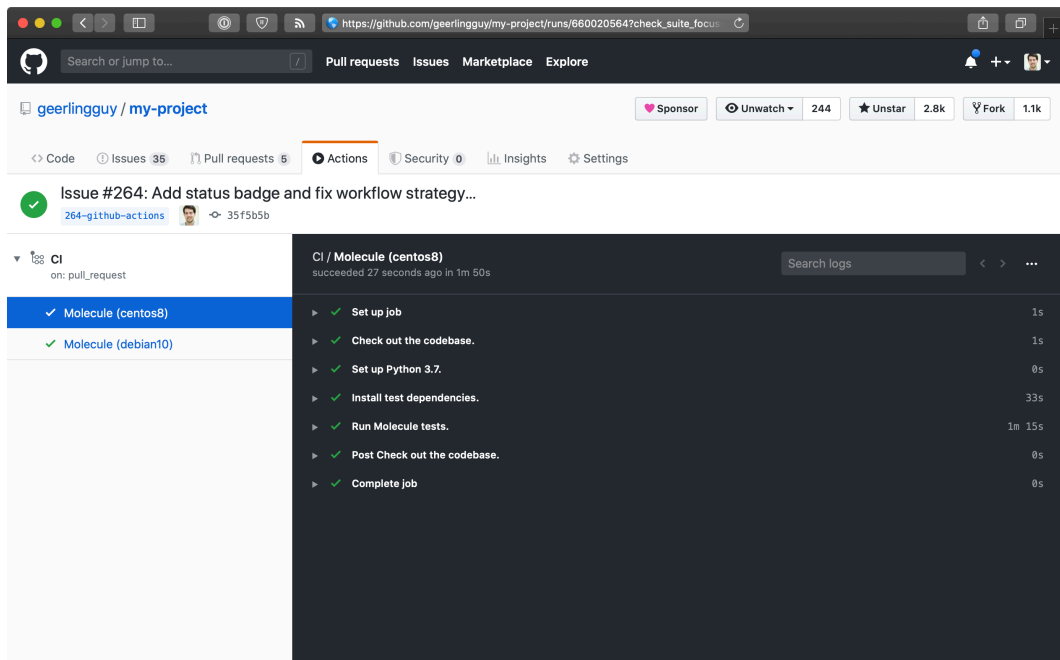 https://github.com/geerlingguy/my-project/runs/660020564?check_suite_focus
Search or jump to... / Pull requests Issues Marketplace Explore
geerlingguy / my-project Sponsor Unwatch 244 Unstar 2.8k Fork 1.1k
Code Issues 35 Pull requests 5 Actions Security 0 Insights Settings
Issue #264: Add status badge and fix workflow strategy...
264-github-actions 35f5b5b
CI
on: pull_request
Molecule (centos8)
Molecule (debian10)
CI / Molecule (centos8)
succeeded 27 seconds ago in 1m 50s
Search logs
Set up job 1s
Check out the codebase. 1s
Set up Python 3.7. 0s
Install test dependencies. 33s
Run Molecule tests. 1m 15s
Post Check out the codebase. 0s
Complete job 0s